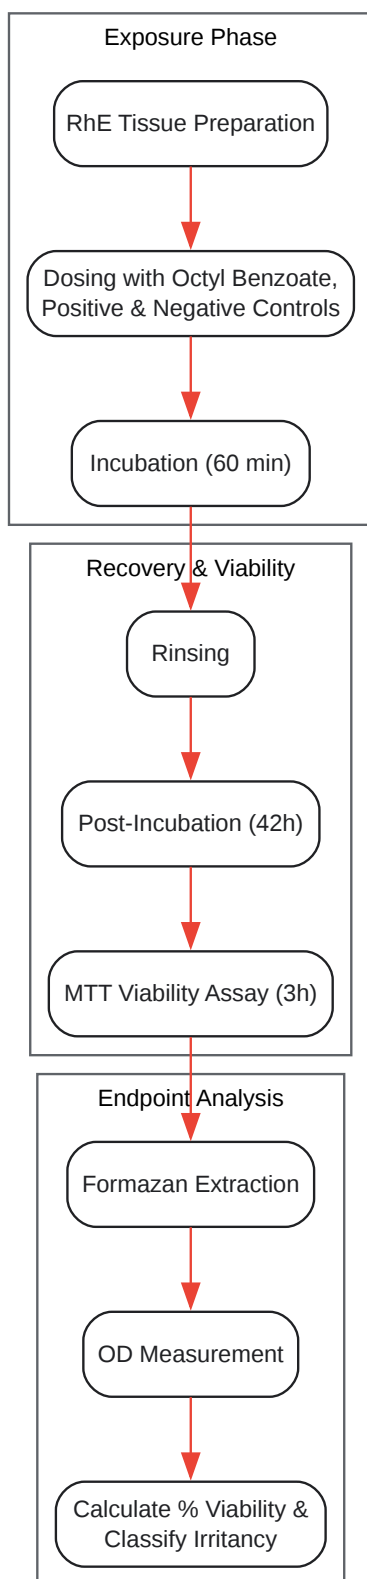 Exposure Phase
RhE Tissue Preparation
Dosing with Octyl Benzoate,
Positive & Negative Controls
Incubation (60 min)
Recovery & Viability
Rinsing
Post-Incubation (42h)
MTT Viability Assay (3h)
Endpoint Analysis
Formazan Extraction
OD Measurement
Calculate % Viability &
Classify Irritancy